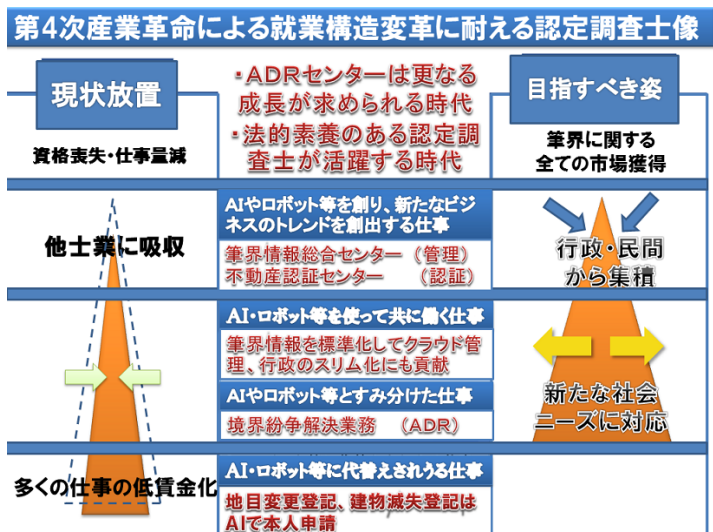 第4次産業革命による就業構造変革に耐える認定調査士像
現状放置
資格喪失・仕事量減
・ADRセンターは更なる
成長が求められる時代
・法的素養のある認定調
査士が活躍する時代
目指すべき姿
筆界に関する
全ての市場獲得
他士業に吸収
AIやロボット等を創り、新たなビジ
ネスのトレンドを創出する仕事
筆界情報総合センター （管理）
不動産認証センター （認証）
行政・民間
から集積
AI・ロボット等を使って共に働く仕事
筆界情報を標準化してクラウド管
理、行政のスリム化にも貢献
AIやロボット等とすみ分けた仕事
境界紛争解決業務 （ADR）
新たな社会
ニーズに対応
多くの仕事の低賃金化
AI・ロボット等に代替えされうる仕事
地目変更登記、建物滅失登記は
AIで本人申請